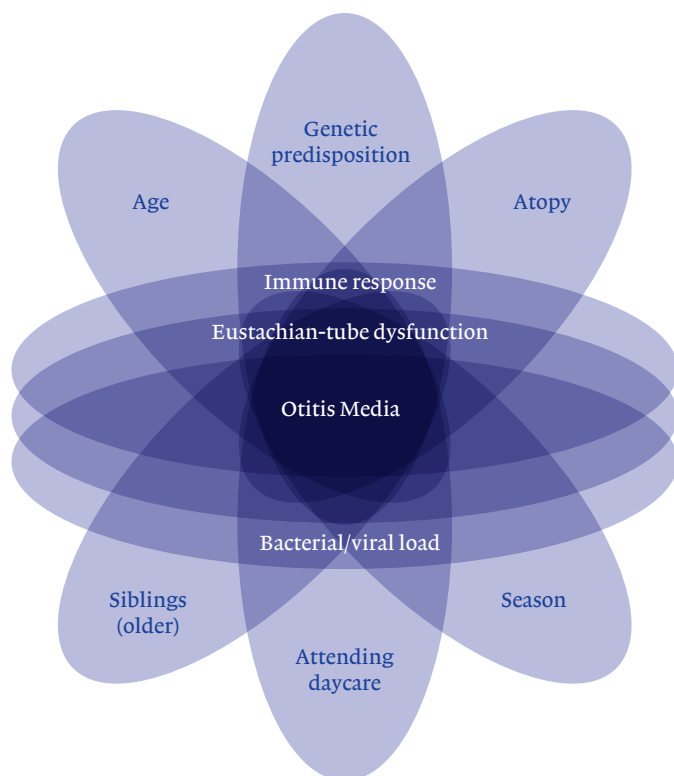 Genetic
predisposition
Age
Atopy
Immune response
Eustachian-tube dysfunction
Otitis Media
Bacterial/viral load
Siblings
(older)
Season
Attending
daycare